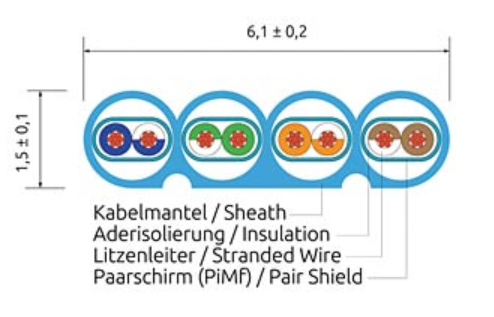 6,1 ± 0,2
1,5 ± 0,1
Kabelmantel / Sheath
Aderisolierung / Insulation
Litzenleiter / Stranded Wire
Paarschirm (PiMf) / Pair Shield